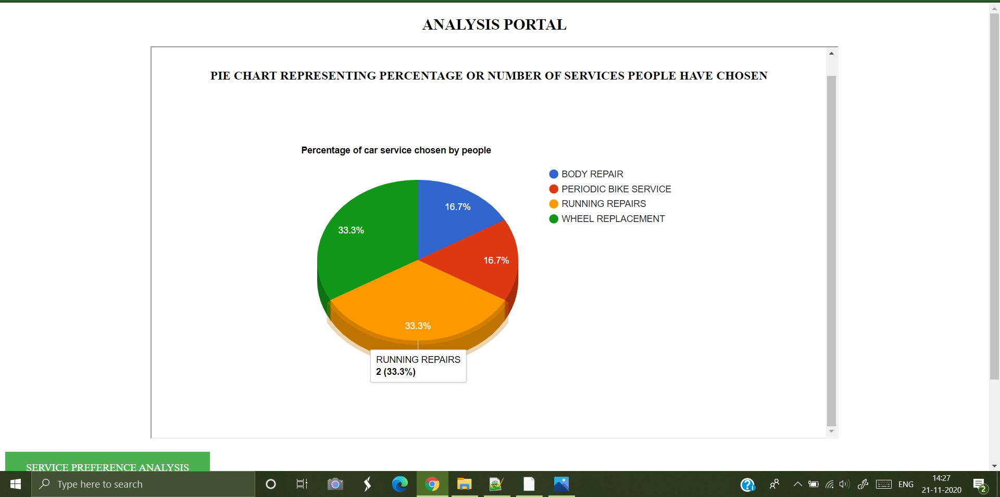 ANALYSIS PORTAL
PIE CHART REPRESENTING PERCENTAGE OR NUMBER OF SERVICES PEOPLE HAVE CHOSEN
Percentage of car service chosen by people
BODY REPAIR
PERIODIC BIKE SERVICE
RUNNING REPAIRS
WHEEL REPLACEMENT
16.7%
33.3%
16.7%
33.3%
RUNNING REPAIRS
2 (33.3%)
SERVICE PREFERENCE ANALYSIS
Type here to search
ENG
14:27
21-11-2020
2